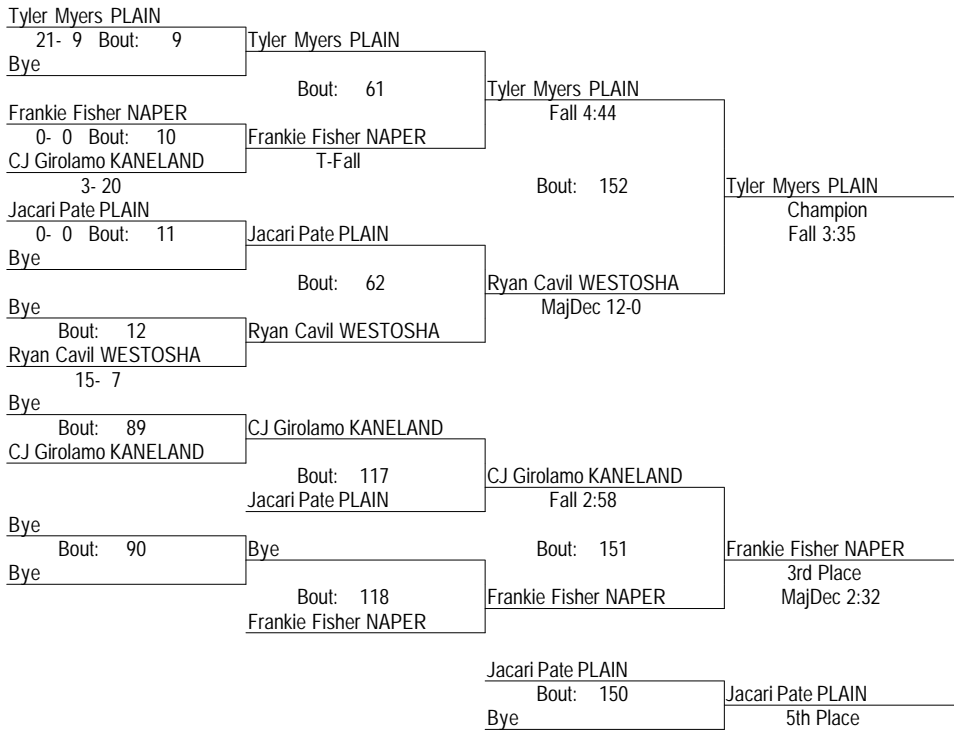 Tyler Myers PLAIN
21- 9 Bout: 9
Bye
Tyler Myers PLAIN
Bout: 61
Frankie Fisher NAPER
0- 0 Bout: 10
CJ Girolamo KANELAND
3- 20
Frankie Fisher NAPER
T-Fall
Tyler Myers PLAIN
Fall 4:44
Bout: 152
Jacari Pate PLAIN
0- 0 Bout: 11
Bye
Jacari Pate PLAIN
Bout: 62
Bye
Bout: 12
Ryan Cavil WESTOSHA
15- 7
Ryan Cavil WESTOSHA
Ryan Cavil WESTOSHA
MajDec 12-0
Tyler Myers PLAIN
Champion
Fall 3:35
Bye
Bout: 89
CJ Girolamo KANELAND
CJ Girolamo KANELAND
Bout: 117
Jacari Pate PLAIN
CJ Girolamo KANELAND
Fall 2:58
Bout: 151
Bye
Bout: 90
Bye
Bye
Bout: 118
Frankie Fisher NAPER
Frankie Fisher NAPER
Frankie Fisher NAPER
3rd Place
MajDec 2:32
Jacari Pate PLAIN
Bout: 150
Bye
Jacari Pate PLAIN
5th Place